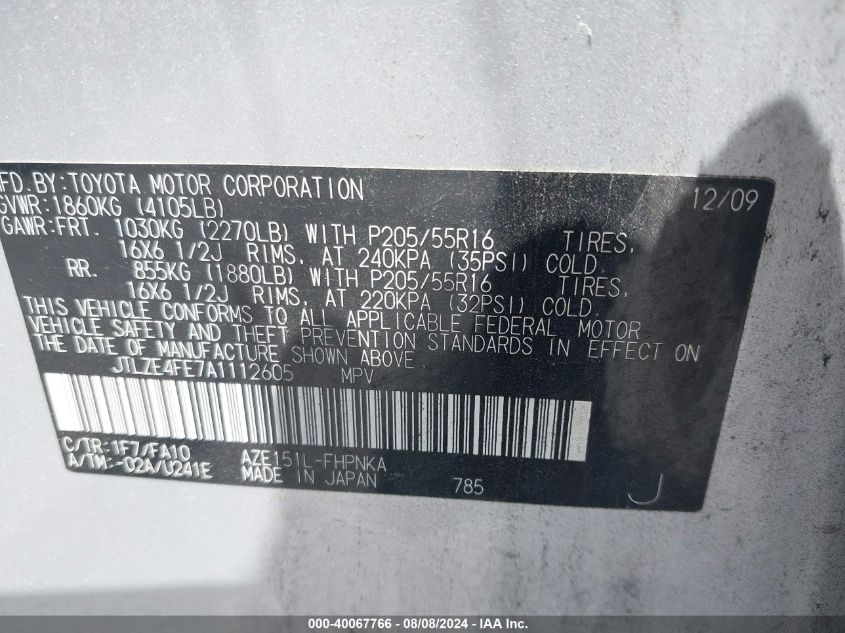 MFD. BY: TOYOTA MOTOR CORPORATION 12/09
GVWR: 1860KG (4105LB)
GAWR: FRT. 1030KG (2270LB) WITH P205/55R16 TIRES,
16X6 1/2J RIMS, AT 240KPA (35PSI) COLD.
RR. 855KG (1880LB) WITH P205/55R16 TIRES,
16X6 1/2J RIMS, AT 220KPA (32PSI) COLD.
THIS VEHICLE CONFORMS TO ALL APPLICABLE FEDERAL MOTOR
VEHICLE SAFETY AND THEFT PREVENTION STANDARDS IN EFFECT ON
THE DATE OF MANUFACTURE SHOWN ABOVE.
JTLZE4FE7A1112605 MPV
C/TR: 1F7/FA10 AZE151L-FHPNKA
A/TM: -02A/U241E MADE IN JAPAN 785 J
000-40067766 - 08/08/2024 - IAA Holdings, LLC.